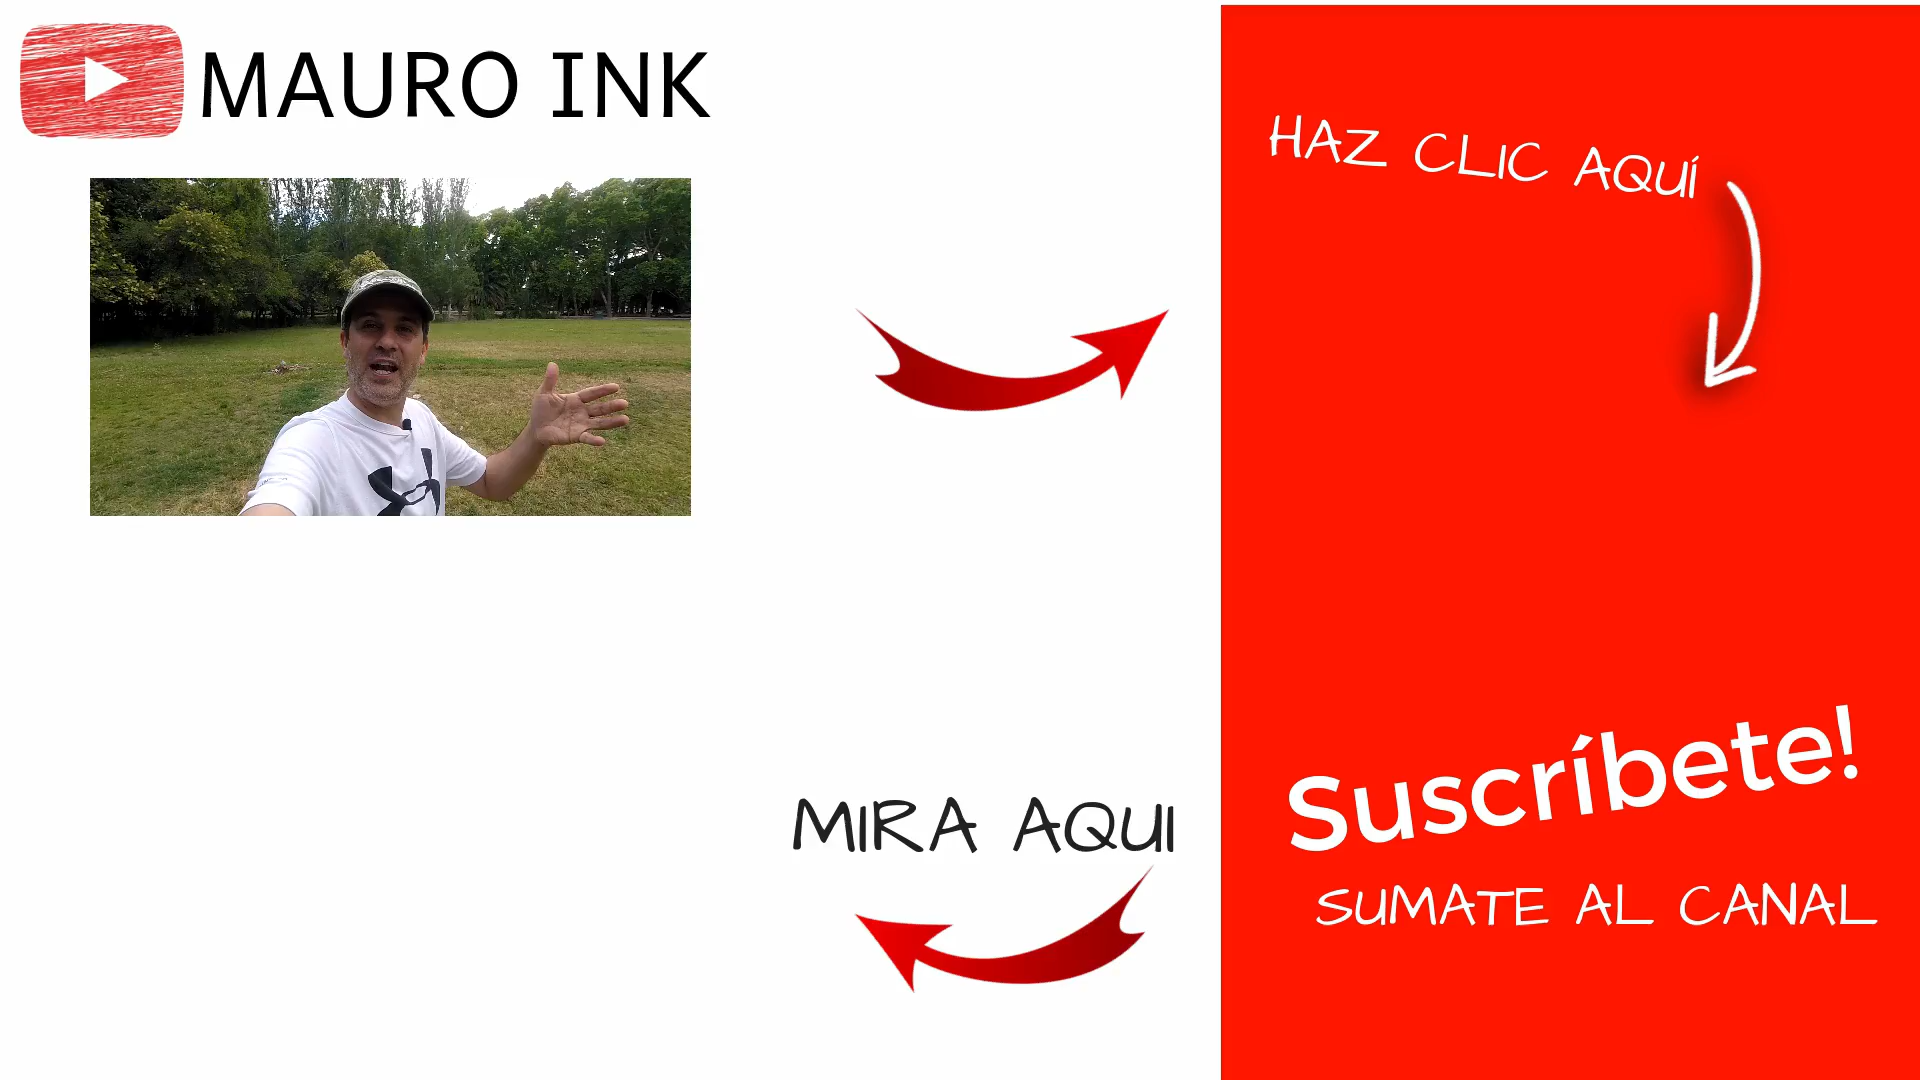 MAURO INK
HAZ CLIC AQUÍ
Suscríbete!
MIRA AQUI
SUMATE AL CANAL